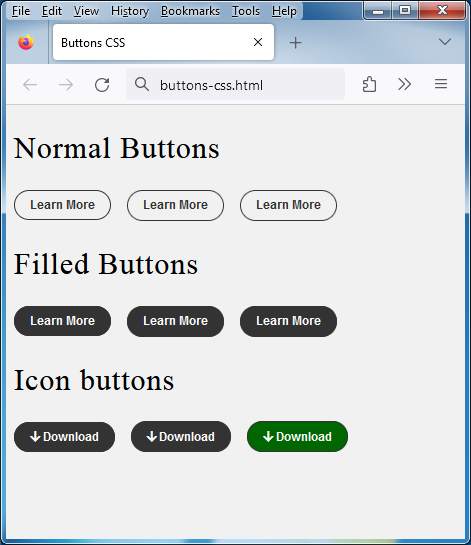 File Edit View History Bookmarks Tools Help
Buttons CSS
buttons-css.html
Normal Buttons
Learn More Learn More Learn More
Filled Buttons
Learn More Learn More Learn More
Icon buttons
Download Download Download